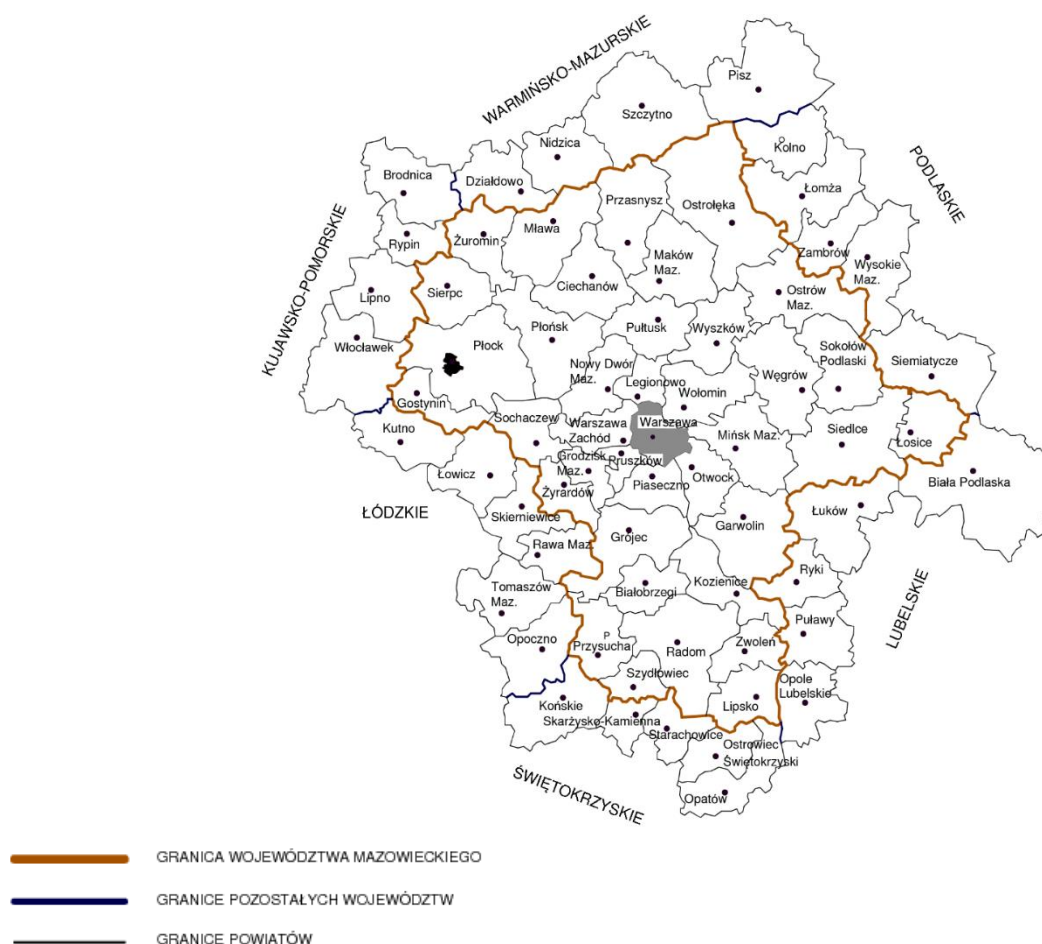 WARMIŃSKO-MAZURSKIE
Pisz
Szczytno
Nidzica
Kolno
PODLASKIE
Brodnica
Działdowo
Łomża
Przasnysz
Ostrołęka
Rypin
Żuromin
Mława
Zambrów
Maków
Maz.
Wysokie
Maz.
KUJAWSKO-POMORSKIE
Lipno
Sierpc
Ciechanów
Ostrów
Maz.
Płońsk
Pułtusk
Wyszków
Włocławek
Płock
Sokołów
Podlaski
Siemiatycze
Nowy Dwór
Maz.
Legionowo
Węgrów
Gostynin
Wołomin
Sochaczew
Kutno
Warszawa
Zachód
Warszawa
Mińsk Maz.
Siedlce
Łosice
Grodzisk
Maz.
Pruszków
Łowicz
Żyrardów
Piaseczno
Otwock
Biała Podlaska
ŁÓDZKIE
Skierniewice
Garwolin
Łuków
Rawa Maz.
Grójec
Ryki
LUBELSKIE
Tomaszów
Maz.
Białobrzegi
Kozienice
Puławy
Opoczno
P
Przysucha
Radom
Zwoleń
Szydłowiec
Opole
Lubelskie
Końskie
Lipsko
Skarżysko-Kamienna
Starachowice
Ostrowiec
Świętokrzyski
ŚWIĘTOKRZYSKIE
Opatów
GRANICA WOJEWÓDZTWA MAZOWIECKIEGO
GRANICE POZOSTAŁYCH WOJEWÓDZTW
GRANICE POWIATÓW